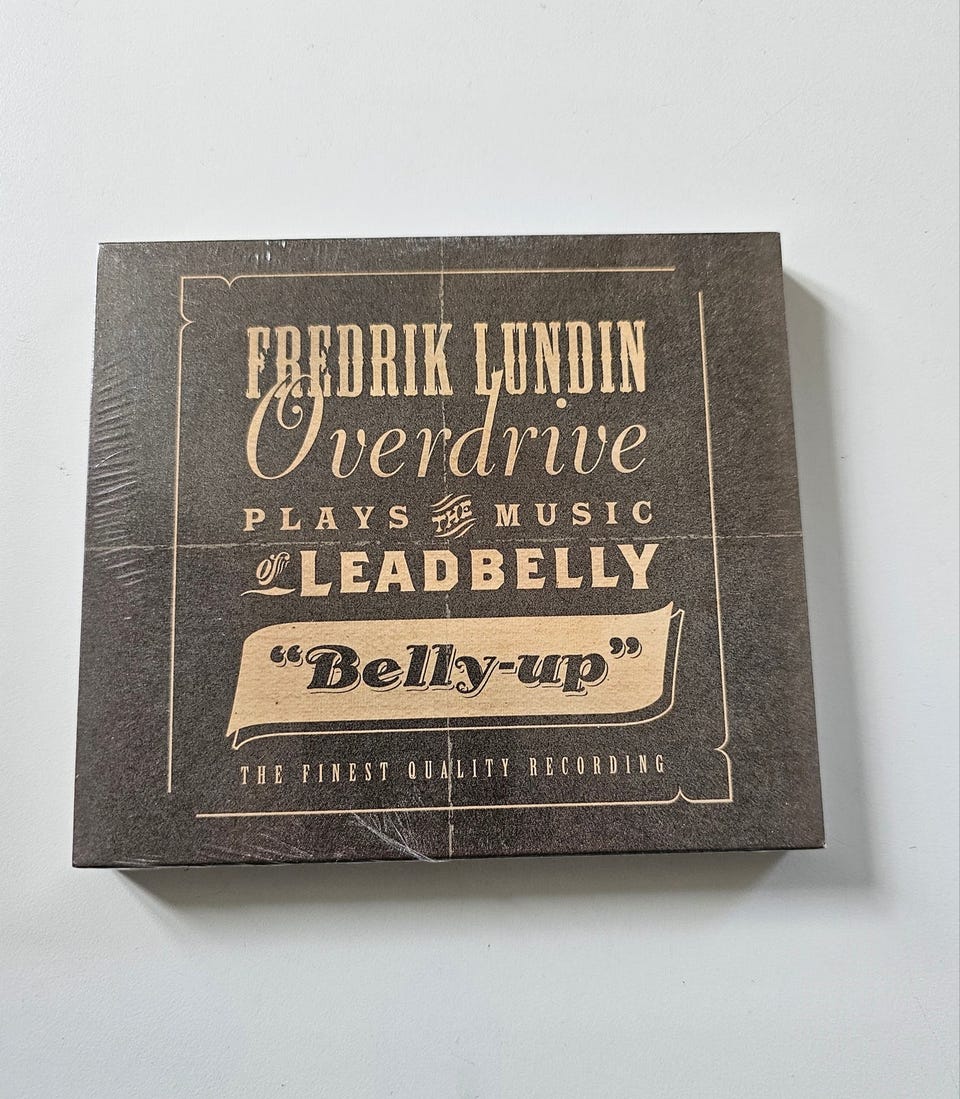 FREDRIK LUNDIN
Overdrive
PLAYS THE MUSIC
of LEADBELLY
“Belly-up”
THE FINEST QUALITY RECORDING